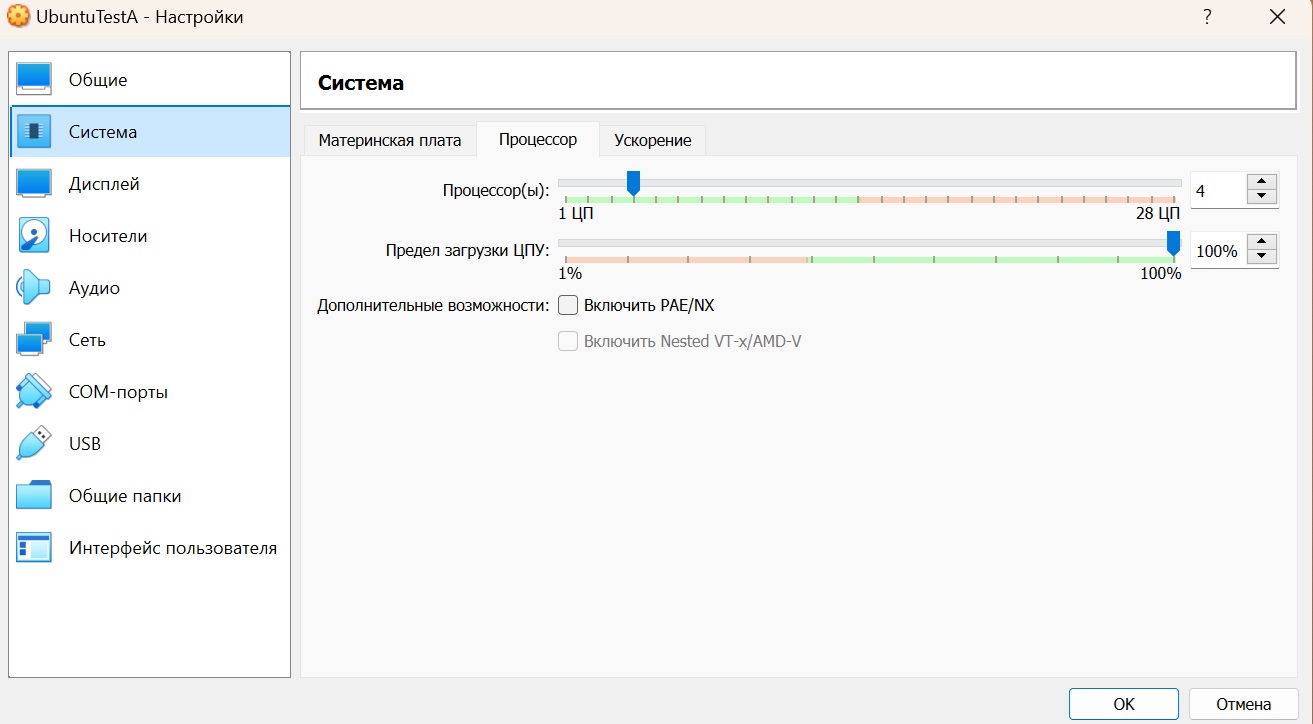 UbuntuTestA - Настройки
?
Общие
Система
Дисплей
Носители
Аудио
Сеть
COM-порты
USB
Общие папки
Интерфейс пользователя
Система
Материнская плата Процессор Ускорение
Процессор(ы): 4
1 ЦП 28 ЦП
Предел загрузки ЦПУ: 100%
1% 100%
Дополнительные возможности: Включить PAE/NX
Включить Nested VT-x/AMD-V
OK Отмена